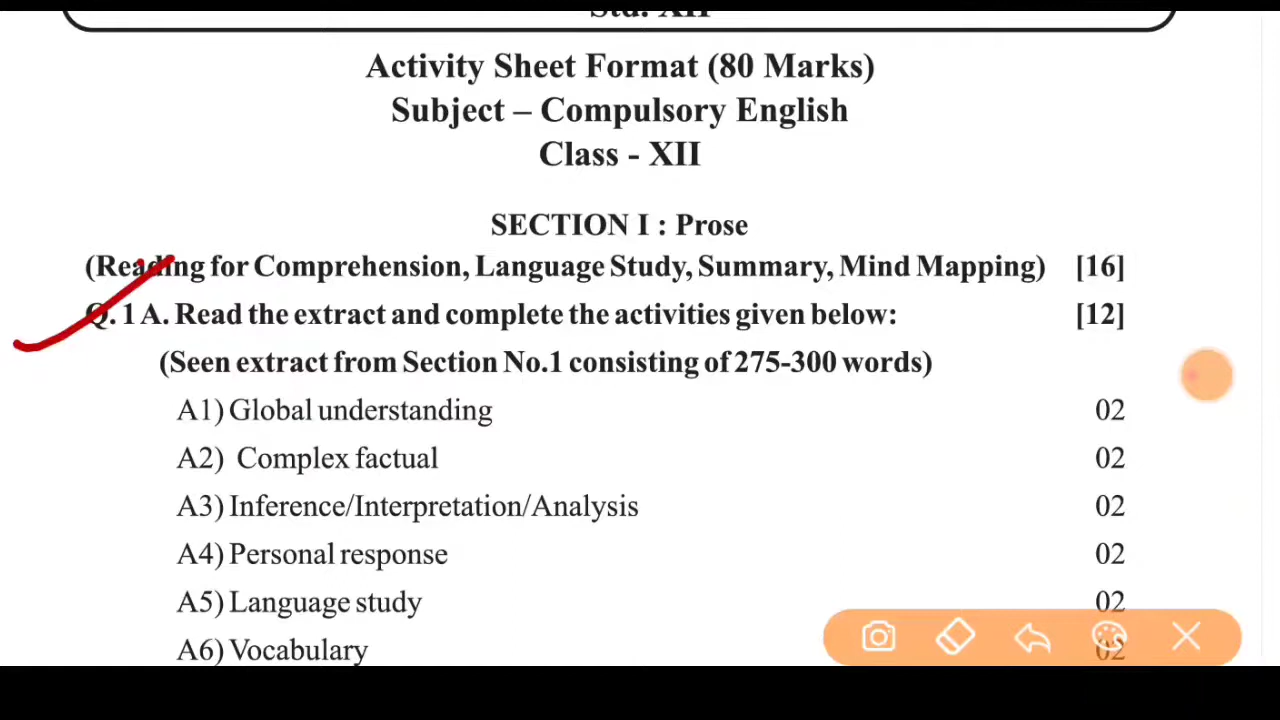 Std. XII
Activity Sheet Format (80 Marks)
Subject – Compulsory English
Class - XII
SECTION I : Prose
(Reading for Comprehension, Language Study, Summary, Mind Mapping) [16]
Q. 1 A. Read the extract and complete the activities given below: [12]
(Seen extract from Section No.1 consisting of 275-300 words)
A1) Global understanding 02
A2) Complex factual 02
A3) Inference/Interpretation/Analysis 02
A4) Personal response 02
A5) Language study 02
A6) Vocabulary 02